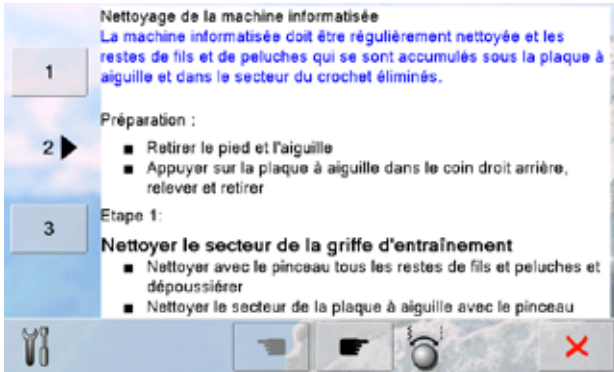 Nettoyage de la machine informatisée
La machine informatisée doit être régulièrement nettoyée et les
restes de fils et de peluches qui se sont accumulés sous la plaque à
aiguille et dans le secteur du crochet éliminés.
1
Préparation :
2
■ Retirer le pied et l'aiguille
■ Appuyer sur la plaque à aiguille dans le coin droit arrière,
relever et retirer
3
Etape 1:
Nettoyer le secteur de la griffe d'entraînement
■ Nettoyer avec le pinceau tous les restes de fils et peluches et
dépoussiérer
■ Nettoyer le secteur de la plaque à aiguille avec le pinceau